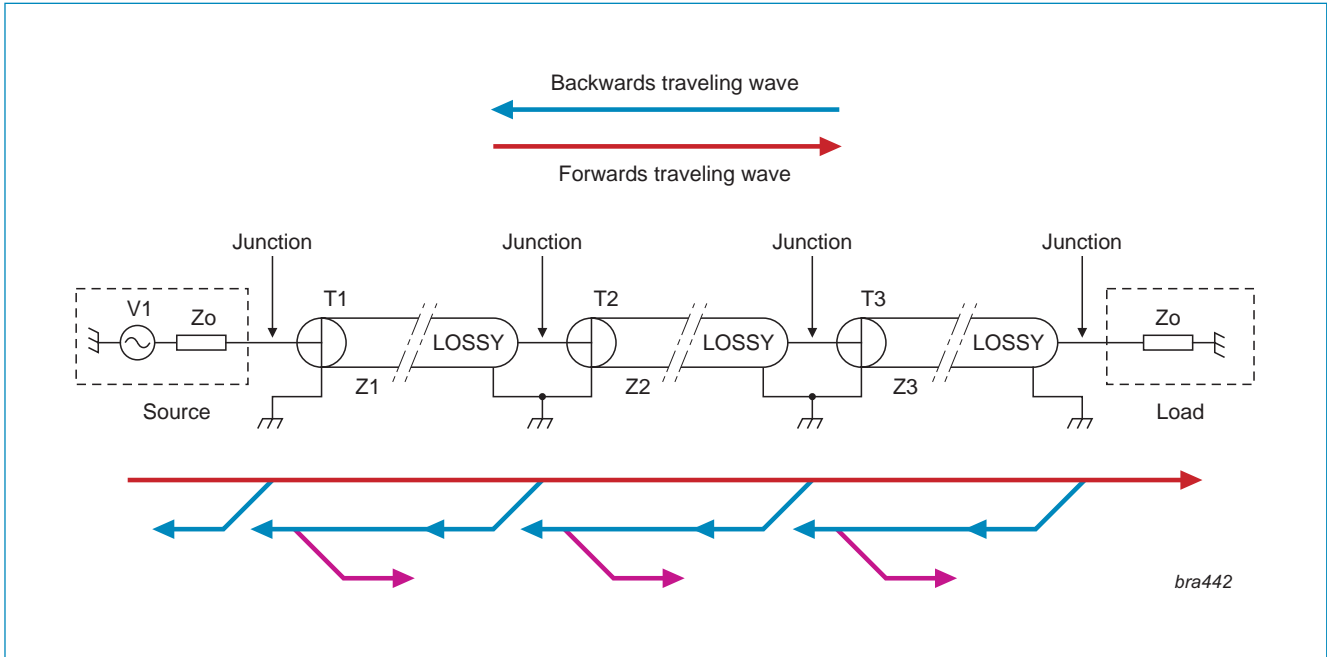 Backwards traveling wave
Forwards traveling wave
Junction Junction Junction Junction
V1 Zo T1 T2 T3 Zo
LOSSY LOSSY LOSSY
Z1 Z2 Z3
Source Load
bra442